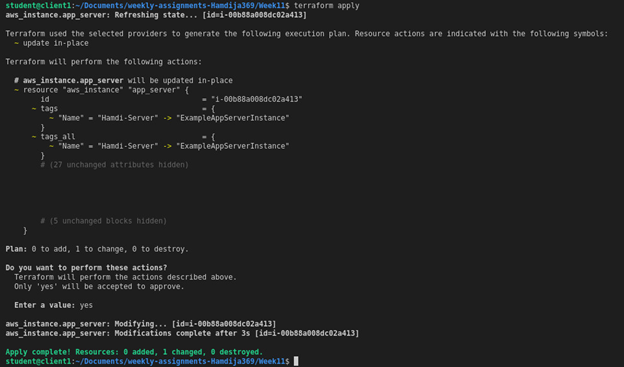 student@client1:~/Documents/weekly-assignments-Hamdija369/Week11$ terraform apply
aws_instance.app_server: Refreshing state... [id=i-00b88a008dc02a413]
Terraform used the selected providers to generate the following execution plan. Resource actions are indicated with the following symbols:
  ~ update in-place
Terraform will perform the following actions:
  # aws_instance.app_server will be updated in-place
  ~ resource "aws_instance" "app_server" {
        id                                   = "i-00b88a008dc02a413"
      ~ tags                                 = {
          ~ "Name" = "Hamdi-Server" -> "ExampleAppServerInstance"
        }
      ~ tags_all                             = {
          ~ "Name" = "Hamdi-Server" -> "ExampleAppServerInstance"
        }
        # (27 unchanged attributes hidden)
        # (5 unchanged blocks hidden)
    }
Plan: 0 to add, 1 to change, 0 to destroy.
Do you want to perform these actions?
  Terraform will perform the actions described above.
  Only 'yes' will be accepted to approve.
  Enter a value: yes
aws_instance.app_server: Modifying... [id=i-00b88a008dc02a413]
aws_instance.app_server: Modifications complete after 3s [id=i-00b88a008dc02a413]
Apply complete! Resources: 0 added, 1 changed, 0 destroyed.
student@client1:~/Documents/weekly-assignments-Hamdija369/Week11$